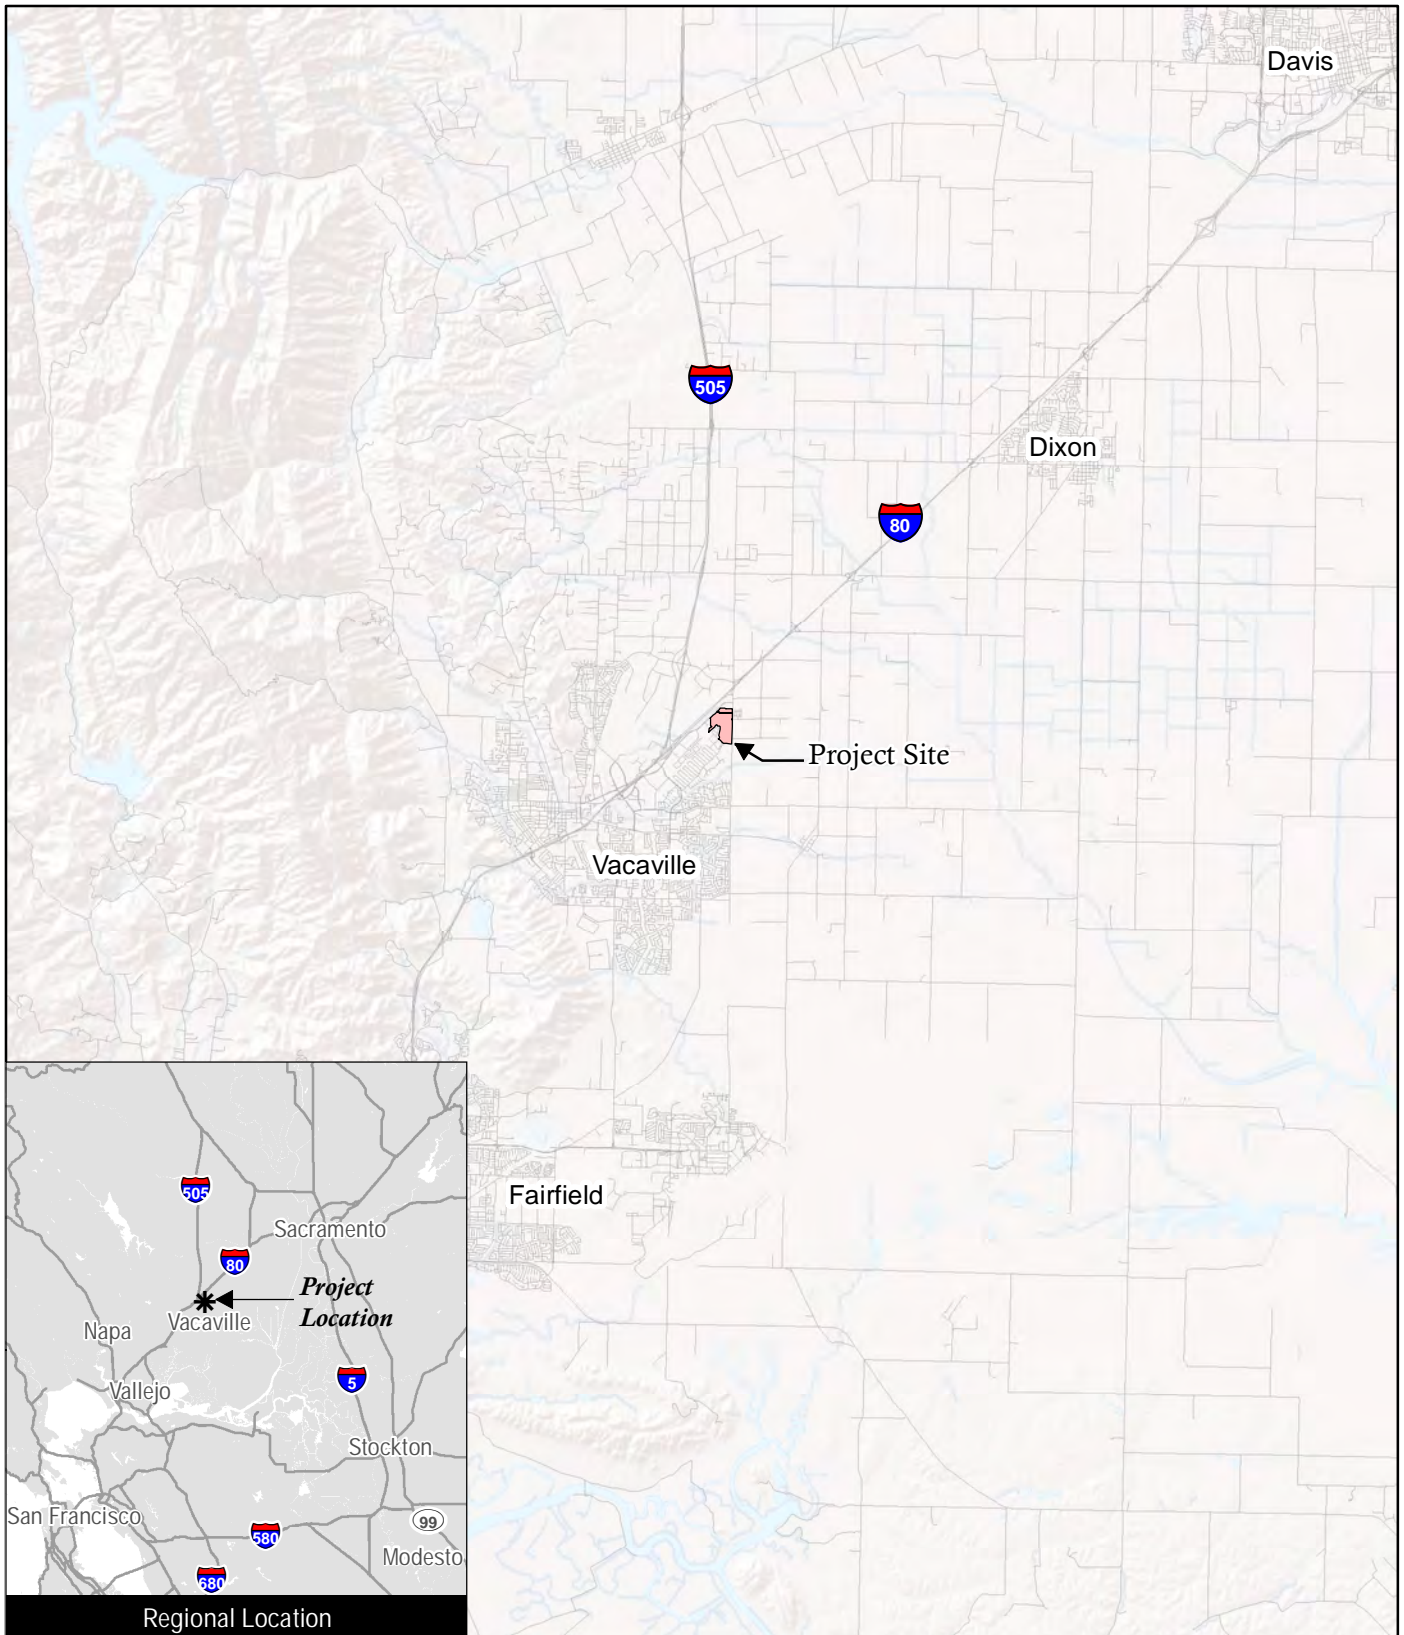 Davis
505
Dixon
80
Project Site
Vacaville
Fairfield
505
Sacramento
80
Project
Location
Vacaville
Napa
5
Vallejo
Stockton
San Francisco
99
580
Modesto
680
Regional Location